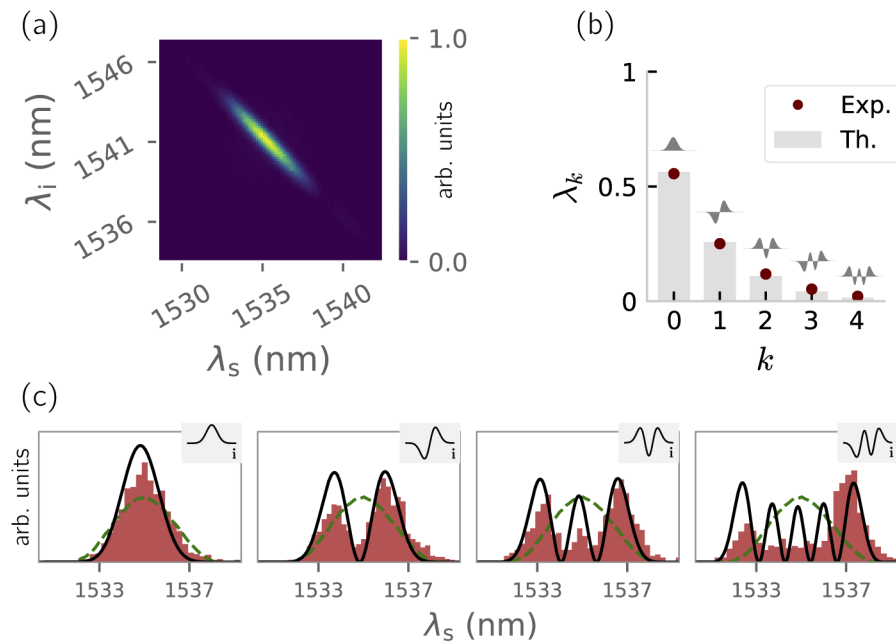 (a)
λi (nm)
1546
1541
1536
1530
1535
1540
λs (nm)
1.0
arb. units
0.0
(b)
λk
1
0.5
0
Exp.
Th.
0 1 2 3 4
k
(c)
arb. units
i
i
i
i
1533 1537
1533 1537
1533 1537
1533 1537
λs (nm)